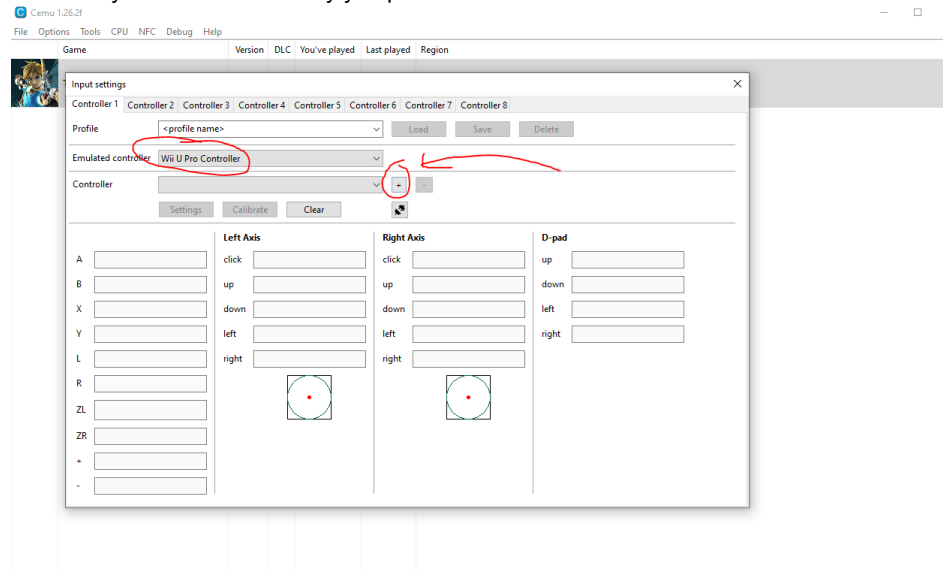 Cemu 1.26.2f
File Options Tools CPU NFC Debug Help
Game Version DLC You've played Last played Region
Input settings
Controller 1 Controller 2 Controller 3 Controller 4 Controller 5 Controller 6 Controller 7 Controller 8
Profile <profile name> Load Save Delete
Emulated controller Wii U Pro Controller
Controller + -
Settings Calibrate Clear
Left Axis Right Axis D-pad
A click click up
B up up down
X down down left
Y left left right
L right right
R
ZL
ZR
+
-